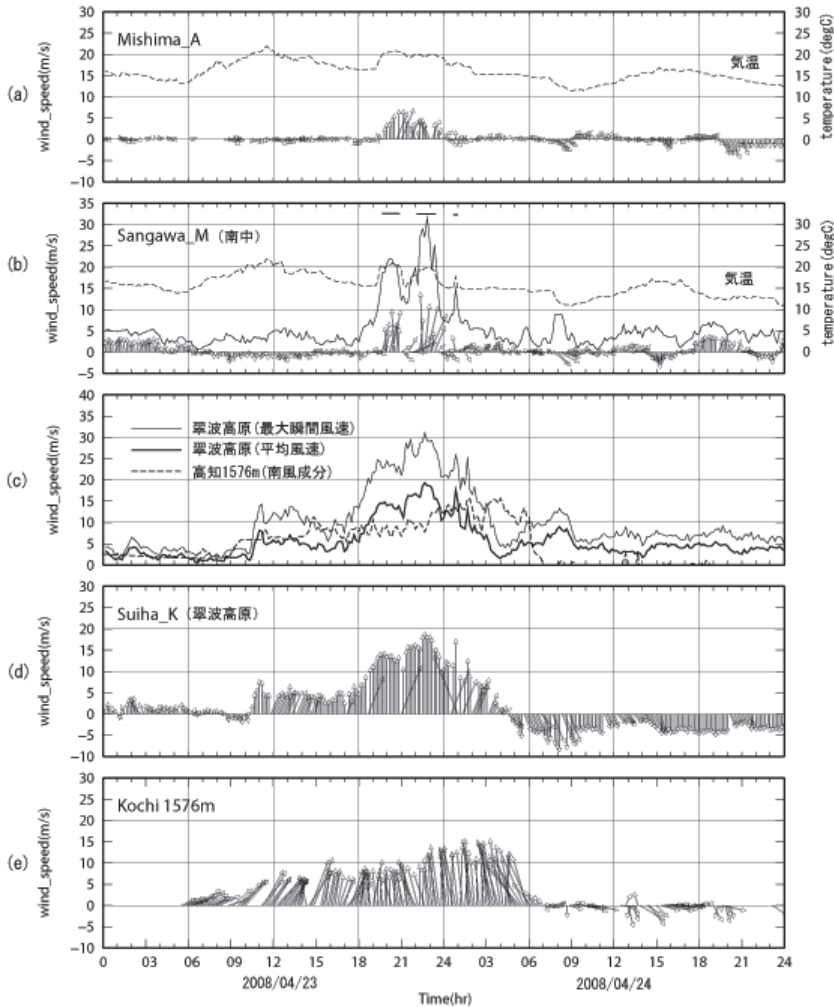 Mishima_A
気温
(a)
wind_speed(m/s)
temperature(degC)
30
25
20
15
10
5
0
−5
−10
30
25
20
15
10
5
0
Sangawa_M (南中)
気温
(b)
wind_speed(m/s)
temperature(degC)
35
30
25
20
15
10
5
0
−5
30
25
20
15
10
5
0
翠波高原(最大瞬間風速)
翠波高原(平均風速)
高知1576m(南風成分)
(c)
wind_speed(m/s)
40
35
30
25
20
15
10
5
0
Suiha_K (翠波高原)
(d)
wind_speed(m/s)
30
25
20
15
10
5
0
−5
−10
Kochi 1576m
(e)
wind_speed(m/s)
30
25
20
15
10
5
0
−5
−10
0 03 06 09 12 15 18 21 24 03 06 09 12 15 18 21 24
2008/04/23 2008/04/24
Time(hr)